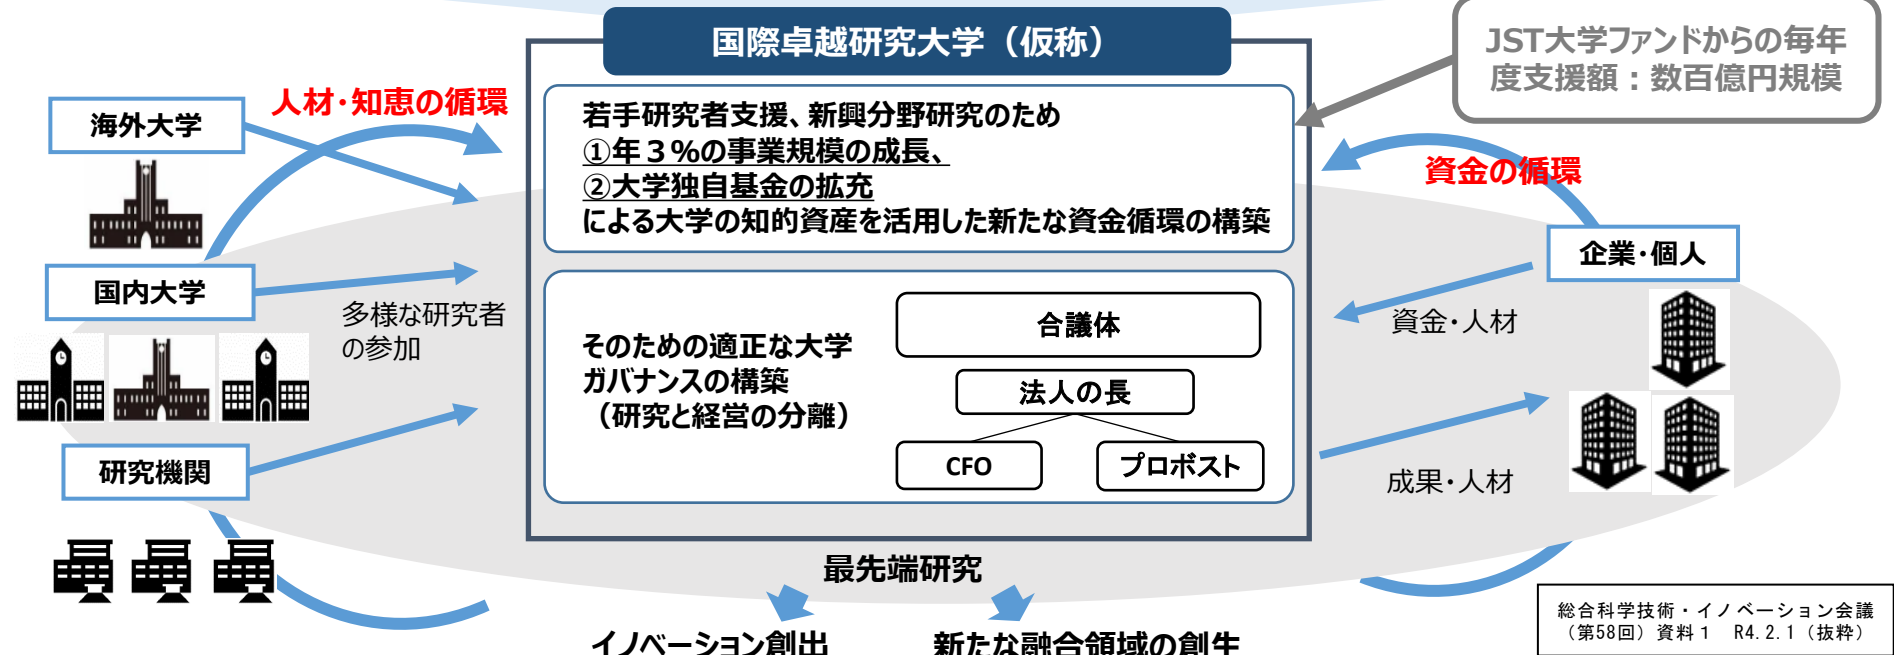 国際卓越研究大学（仮称）
JST大学ファンドからの毎年
度支援額：数百億円規模
人材・知恵の循環
海外大学
若手研究者支援、新興分野研究のため
①年３%の事業規模の成長、
②大学独自基金の拡充
による大学の知的資産を活用した新たな資金循環の構築
資金の循環
企業・個人
国内大学
多様な研究者
の参加
資金・人材
そのための適正な大学
ガバナンスの構築
（研究と経営の分離）
合議体
法人の長
CFO
プロボスト
研究機関
成果・人材
最先端研究
イノベーション創出
新たな融合領域の創生
総合科学技術・イノベーション会議
（第58回）資料１　R4.2.1（抜粋）